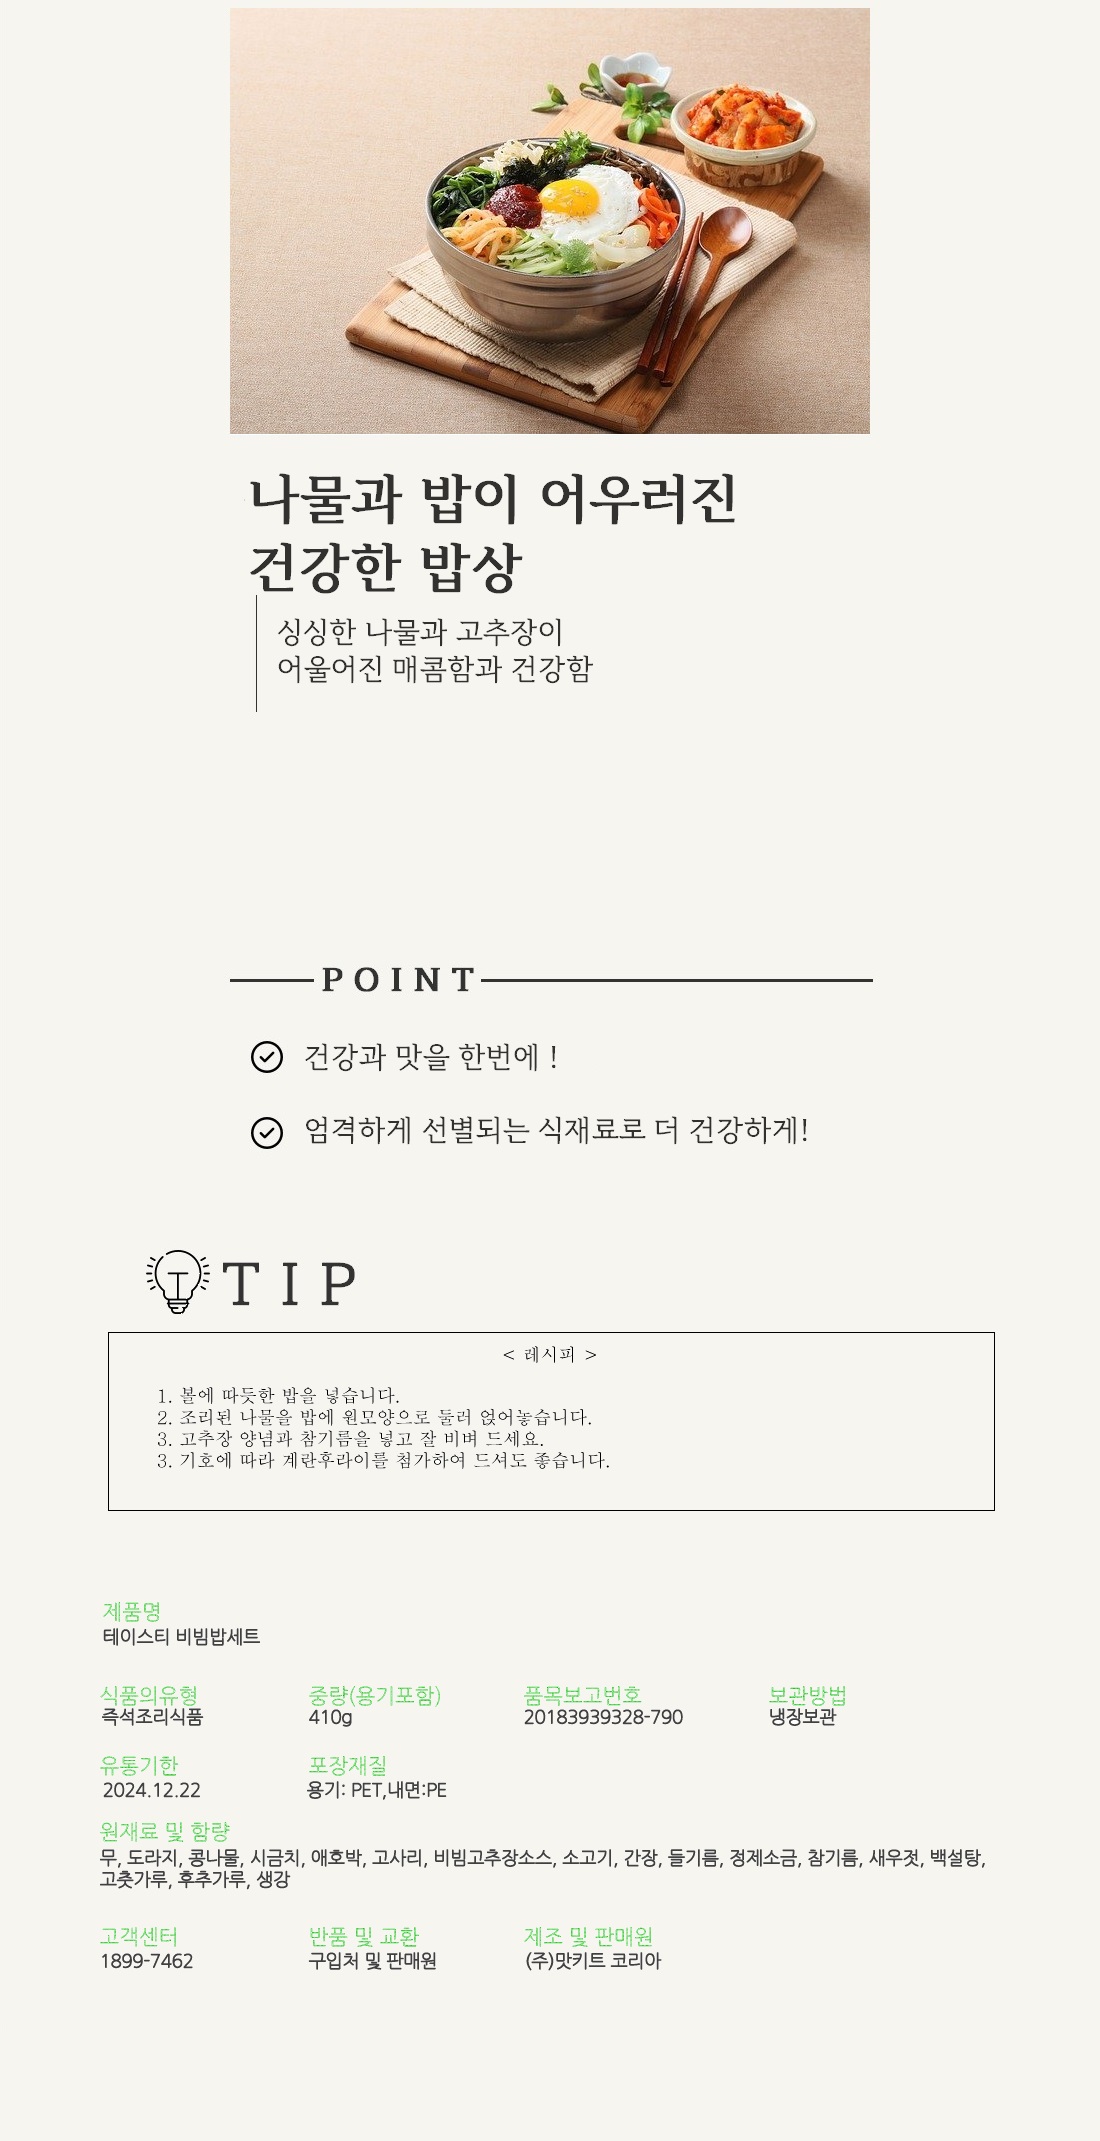 나물과 밥이 어우러진
건강한 밥상
싱싱한 나물과 고추장이
어울어진 매콤함과 건강함
POINT
건강과 맛을 한번에 !
엄격하게 선별되는 식재료로 더 건강하게!
TIP
< 레시피 >
1. 볼에 따듯한 밥을 넣습니다.
2. 조리된 나물을 밥에 원모양으로 둘러 얹어놓습니다.
3. 고추장 양념과 참기름을 넣고 잘 비벼 드세요.
3. 기호에 따라 계란후라이를 첨가하여 드셔도 좋습니다.
제품명
테이스티 비빔밥세트
식품의유형 중량(용기포함) 품목보고번호 보관방법
즉석조리식품 410g 20183939328-790 냉장보관
유통기한 포장재질
2024.12.22 용기: PET,내면:PE
원재료 및 함량
무, 도라지, 콩나물, 시금치, 애호박, 고사리, 비빔고추장소스, 소고기, 간장, 들기름, 정제소금, 참기름, 새우젓, 백설탕,
고춧가루, 후추가루, 생강
고객센터 반품 및 교환 제조 및 판매원
1899-7462 구입처 및 판매원 (주)맛키트 코리아